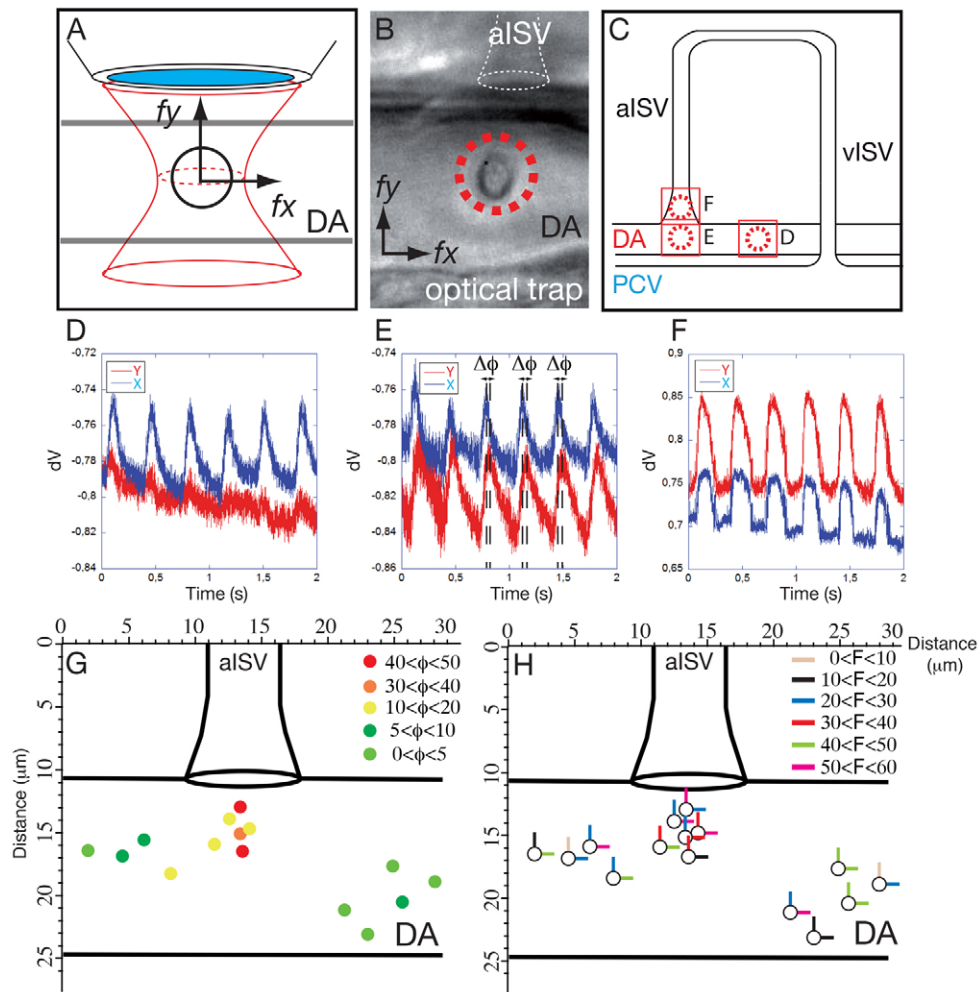 A
fy
fx
DA
B
aISV
fy
fx
DA
optical trap
C
aISV
vISV
F
DA
E
D
PCV
D
-0.72
-0.74
-0.76
-0.78
-0.8
-0.82
-0.84
dV
Y
X
0 0,5 1 1,5 2
Time (s)
E
Δϕ Δϕ Δϕ
-0.74
-0.76
-0.78
-0.8
-0.82
-0.84
-0.86
dV
Y
X
0 0,5 1 1,5 2
Time (s)
F
0,9
0,85
0,8
0.75
0.7
0,65
dV
Y
X
0 0,5 1 1,5 2
Time (s)
0 5 10 15 20 25 30
G
aISV
40<ϕ<50
30<ϕ<40
10<ϕ<20
5<ϕ<10
0<ϕ<5
0
5
10
15
20
25
Distance (μm)
DA
0 5 10 15 20 25 30
Distance
(μm)
H
aISV
0<F<10
10<F<20
20<F<30
30<F<40
40<F<50
50<F<60
0
5
10
15
20
25
DA